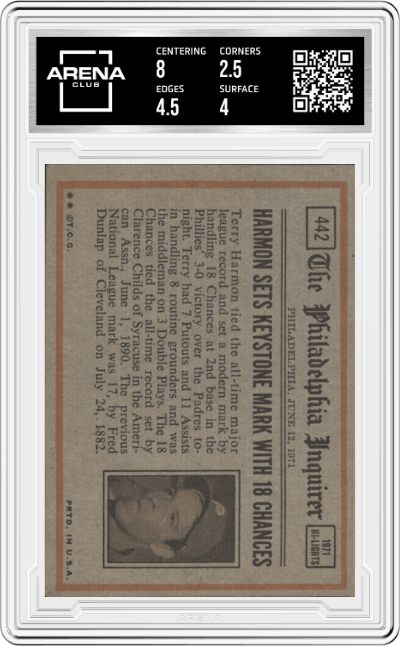 ARENA
CLUB
CENTERING
8
CORNERS
2.5
EDGES
4.5
SURFACE
4
442
The Philadelphia Inquirer
PHILADELPHIA, JUNE 12, 1971
1971
HI-LIGHTS
HARMON SETS KEYSTONE MARK WITH 18 CHANCES
Terry Harmon tied the all-time major
league record and set a modern mark by
handling 18 Chances at 2nd base in the
Phillies' 3-0 victory over the Padres to-
night. Terry had 7 Putouts and 11 Assists
in handling 8 routine grounders and was
the middleman on 3 Double Plays. The 18
Chances tied the all-time record set by
Clarence Childs of Syracuse in the Ameri-
can Assn., June 1, 1890. The previous
National League mark was 17, by Fred
Dunlap of Cleveland on July 24, 1882.
* * ©T.C.G.
PRTD. IN U.S.A.
ARENA